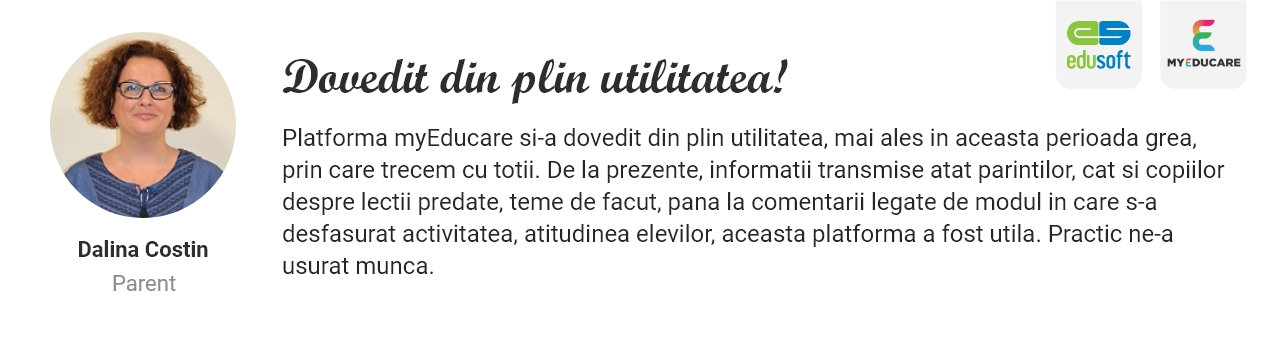 edusoft
MYEDUCARE
Dovedit din plin utilitatea!
Platforma myEducare si-a dovedit din plin utilitatea, mai ales in aceasta perioada grea,
prin care trecem cu totii. De la prezente, informatii transmise atat parintilor, cat si copiilor
despre lectii predate, teme de facut, pana la comentarii legate de modul in care s-a
desfasurat activitatea, atitudinea elevilor, aceasta platforma a fost utila. Practic ne-a
usurat munca.
Dalina Costin
Parent